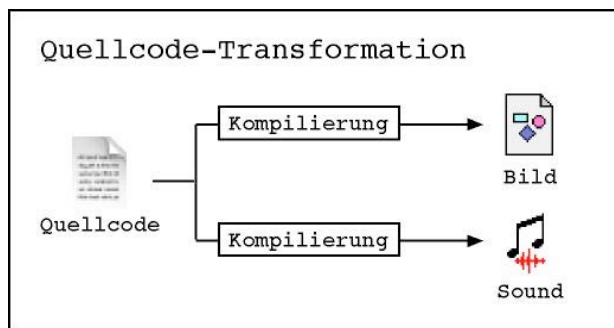 Quellcode-Transformation
Kompilierung
Bild
Quellcode
Kompilierung
Sound